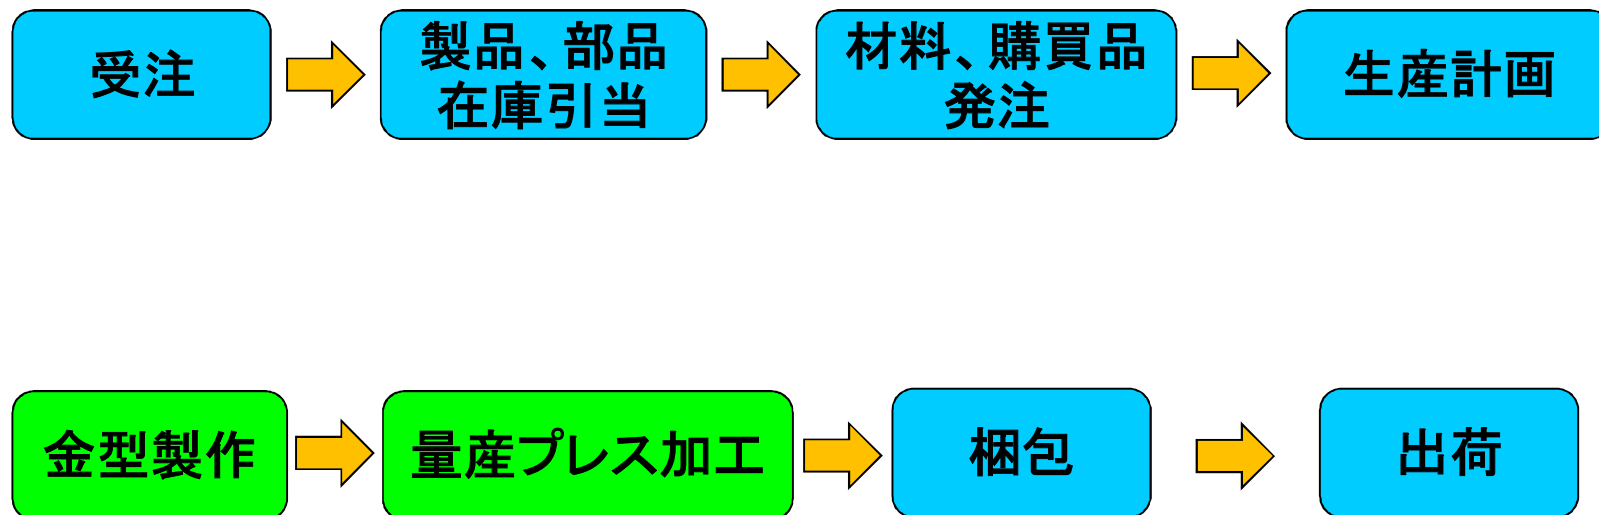 受注
製品、部品
在庫引当
材料、購買品
発注
生産計画
金型製作
量産プレス加工
梱包
出荷